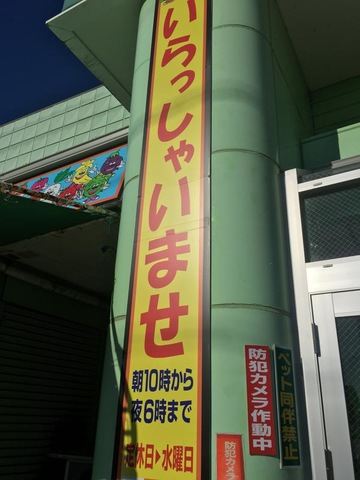 いらっしゃいませ
朝10時から
夜6時まで
定休日▶水曜日
防犯カメラ作動中
ペット同伴禁止
防犯カメラ